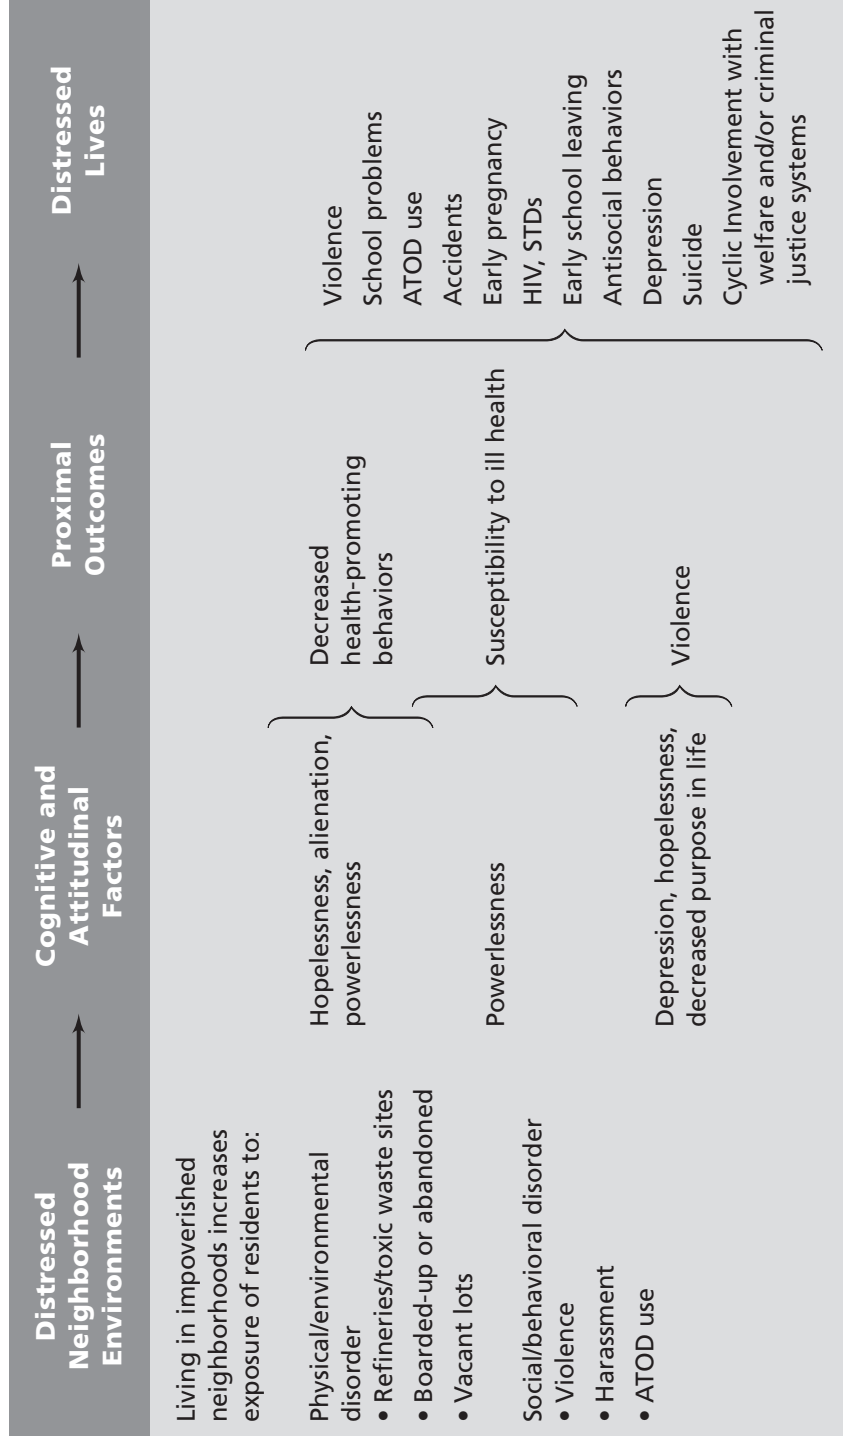 Distressed
Neighborhood
Environments
Cognitive and
Attitudinal
Factors
Proximal
Outcomes
Distressed
Lives
Living in impoverished
neighborhoods increases
exposure of residents to:
Physical/environmental
disorder
• Refineries/toxic waste sites
• Boarded-up or abandoned
• Vacant lots
Social/behavioral disorder
• Violence
• Harassment
• ATOD use
Hopelessness, alienation,
powerlessness
Powerlessness
Depression, hopelessness,
decreased purpose in life
Decreased
health-promoting
behaviors
Susceptibility to ill health
Violence
Violence
School problems
ATOD use
Accidents
Early pregnancy
HIV, STDs
Early school leaving
Antisocial behaviors
Depression
Suicide
Cyclic Involvement with
welfare and/or criminal
justice systems